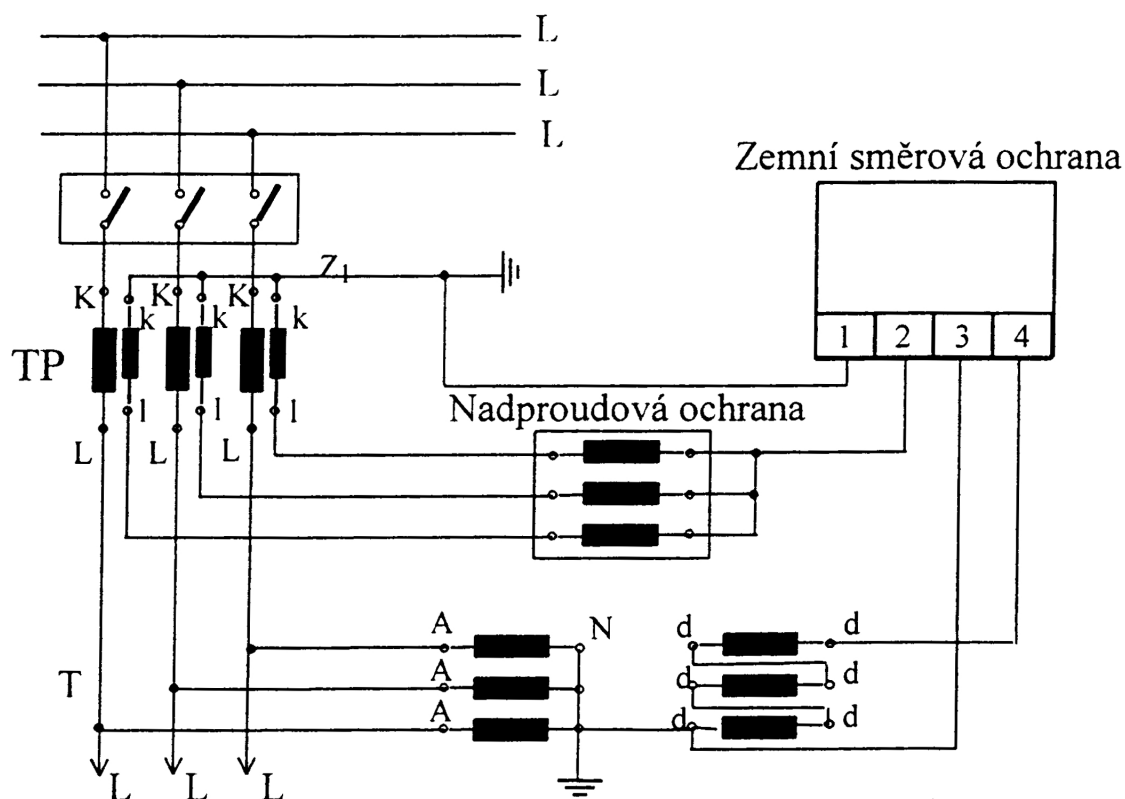 L
L
L
Zemní směrová ochrana
Z1
K K K
k k k
1 2 3 4
TP
l l l
Nadproudová ochrana
L L L
A N d d
A d d
T
A d d
L L L